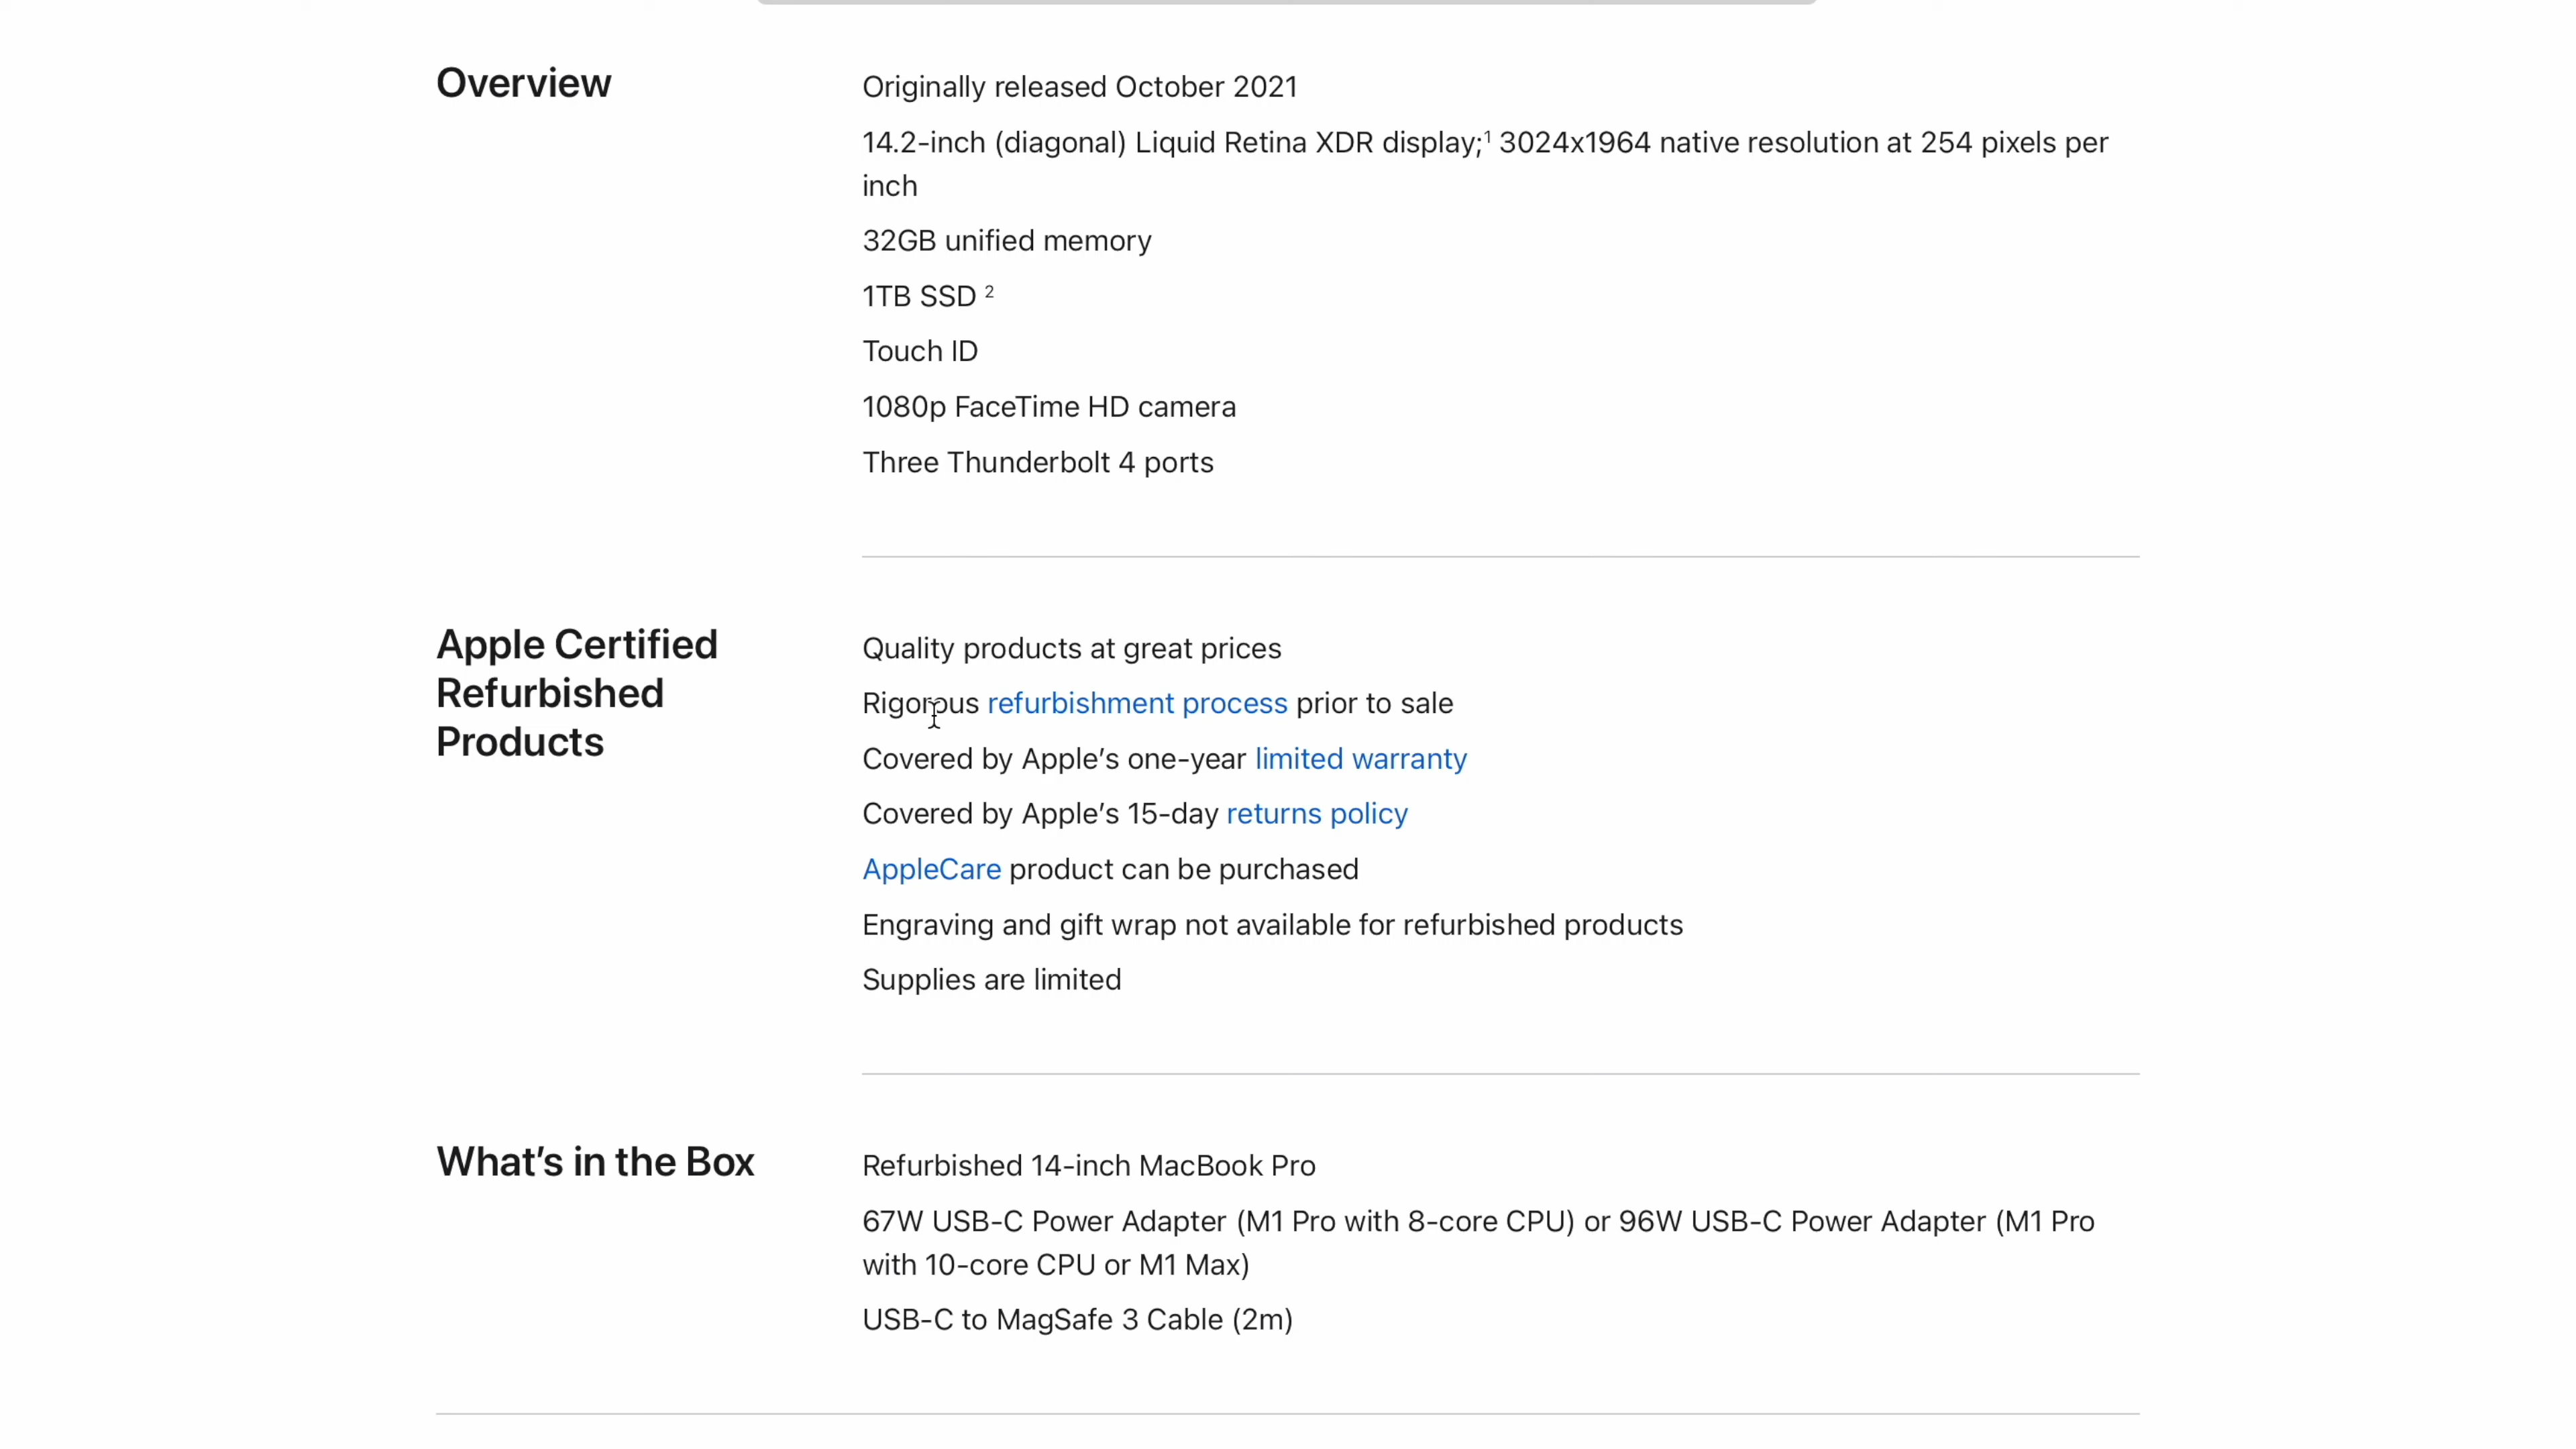 Overview
Originally released October 2021
14.2-inch (diagonal) Liquid Retina XDR display;¹ 3024x1964 native resolution at 254 pixels per
inch
32GB unified memory
1TB SSD ²
Touch ID
1080p FaceTime HD camera
Three Thunderbolt 4 ports
Apple Certified
Refurbished
Products
Quality products at great prices
Rigorous refurbishment process prior to sale
Covered by Apple’s one-year limited warranty
Covered by Apple’s 15-day returns policy
AppleCare product can be purchased
Engraving and gift wrap not available for refurbished products
Supplies are limited
What’s in the Box
Refurbished 14-inch MacBook Pro
67W USB-C Power Adapter (M1 Pro with 8-core CPU) or 96W USB-C Power Adapter (M1 Pro
with 10-core CPU or M1 Max)
USB-C to MagSafe 3 Cable (2m)